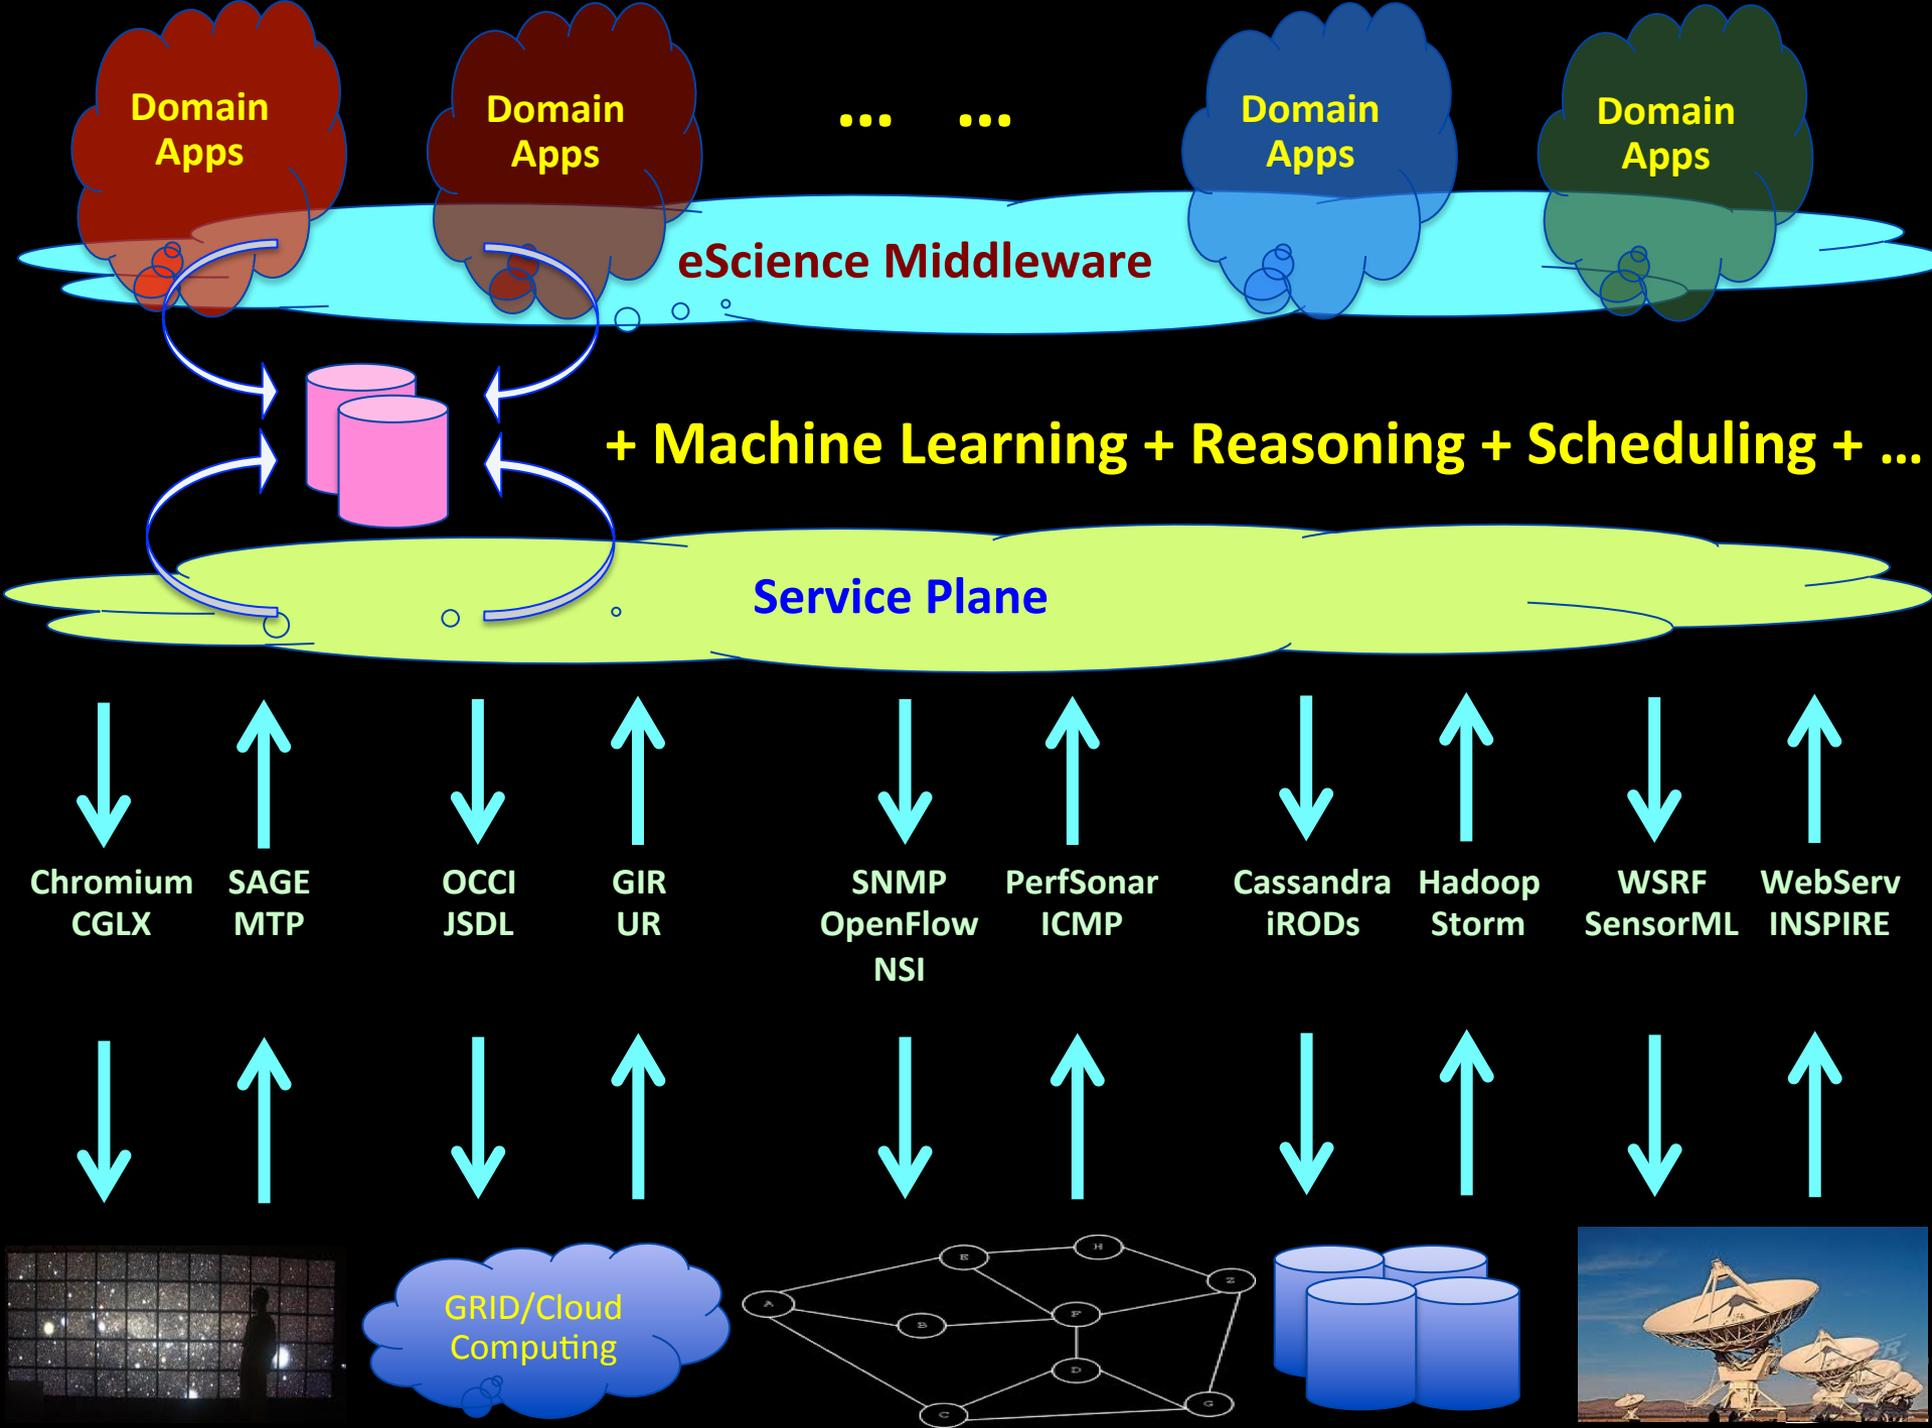 Domain
Apps
Domain
Apps
... ...
Domain
Apps
Domain
Apps
eScience Middleware
+ Machine Learning + Reasoning + Scheduling + ...
Service Plane
Chromium
CGLX
SAGE
MTP
OCCI
JSDL
GIR
UR
SNMP
OpenFlow
NSI
PerfSonar
ICMP
Cassandra
iRODs
Hadoop
Storm
WSRF
SensorML
WebServ
INSPIRE
GRID/Cloud
Computing
A
E
H
Z
B
F
D
C
G